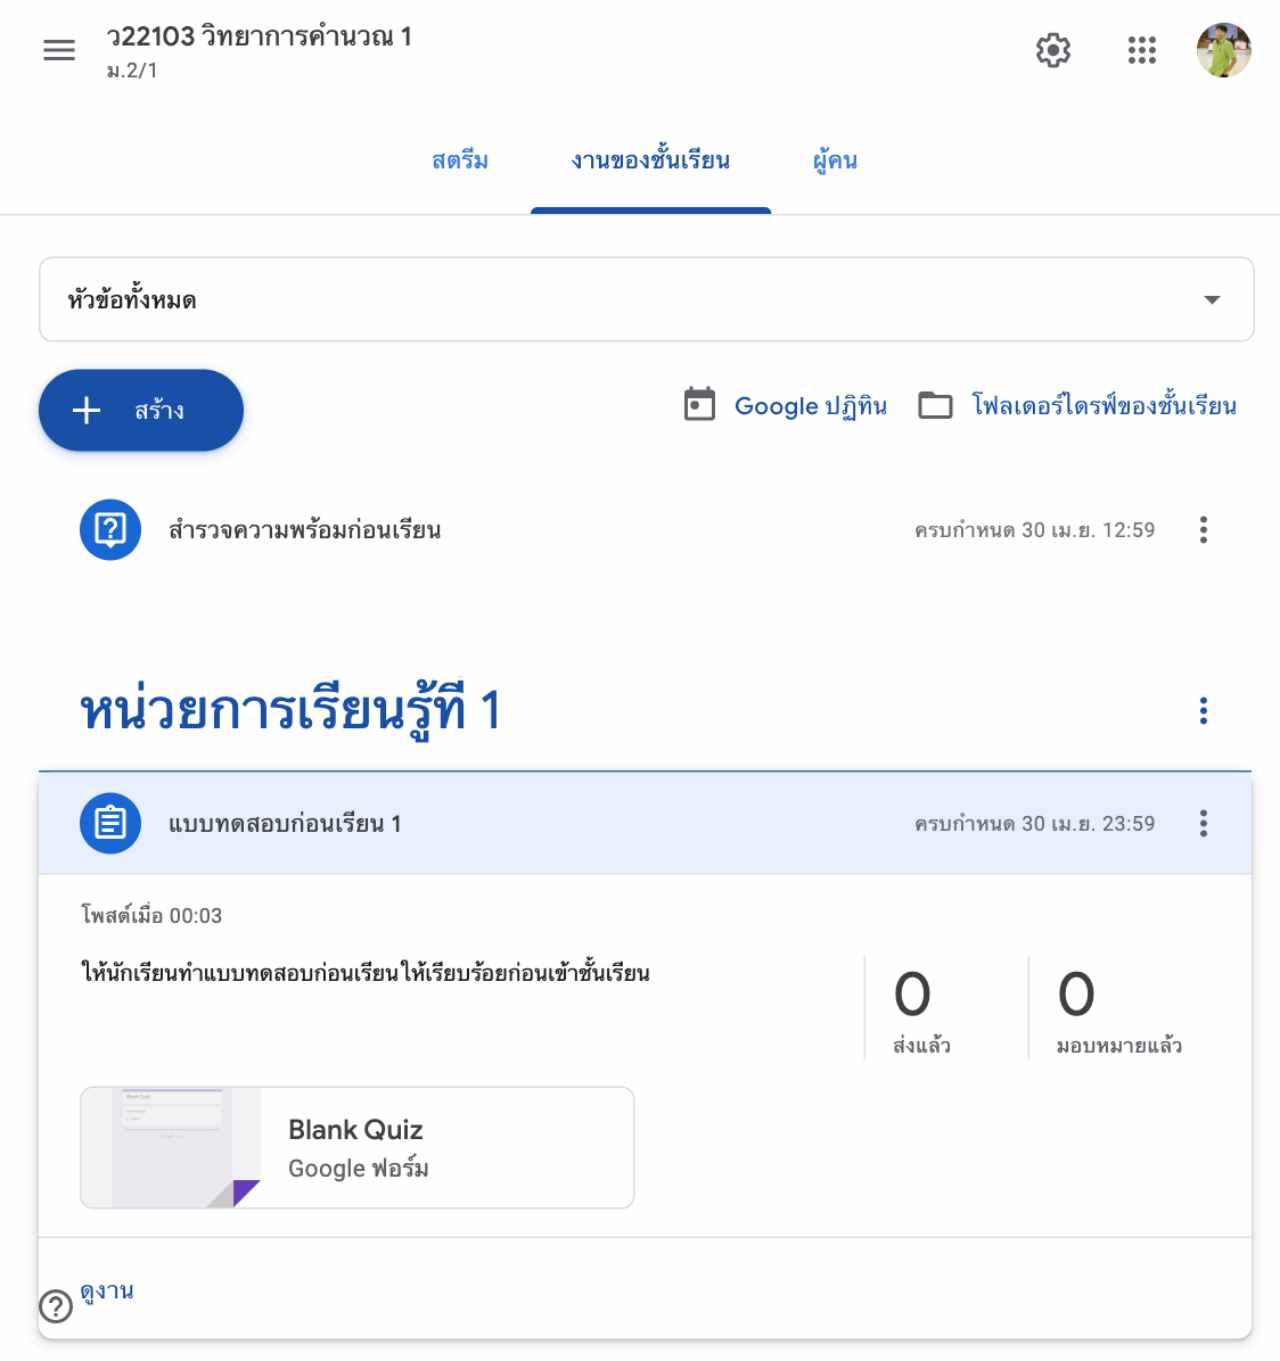 ว22103 วิทยาการคำนวณ 1
ม.2/1
สตรีม
งานของชั้นเรียน
ผู้คน
หัวข้อทั้งหมด
สร้าง
Google ปฏิทิน
โฟลเดอร์ไดรฟ์ของชั้นเรียน
สำรวจความพร้อมก่อนเรียน
ครบกำหนด 30 เม.ย. 12:59
หน่วยการเรียนรู้ที่ 1
แบบทดสอบก่อนเรียน 1
ครบกำหนด 30 เม.ย. 23:59
โพสต์เมื่อ 00:03
ให้นักเรียนทำแบบทดสอบก่อนเรียนให้เรียบร้อยก่อนเข้าชั้นเรียน
0
ส่งแล้ว
0
มอบหมายแล้ว
Blank Quiz
Google ฟอร์ม
ดูงาน